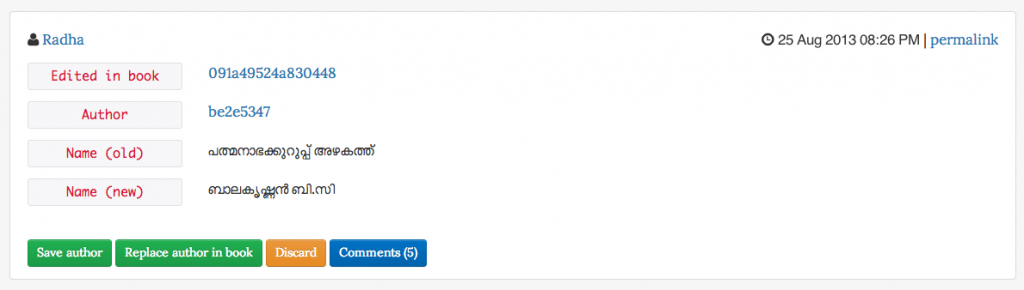 Radha 25 Aug 2013 08:26 PM | permalink
Edited in book 091a49524a830448
Author be2e5347
Name (old) പത്മനാഭക്കുറുപ്പ് അഴകത്ത്
Name (new) ബാലകൃഷ്ണൻ ബി.സി
Save author Replace author in book Discard Comments (5)